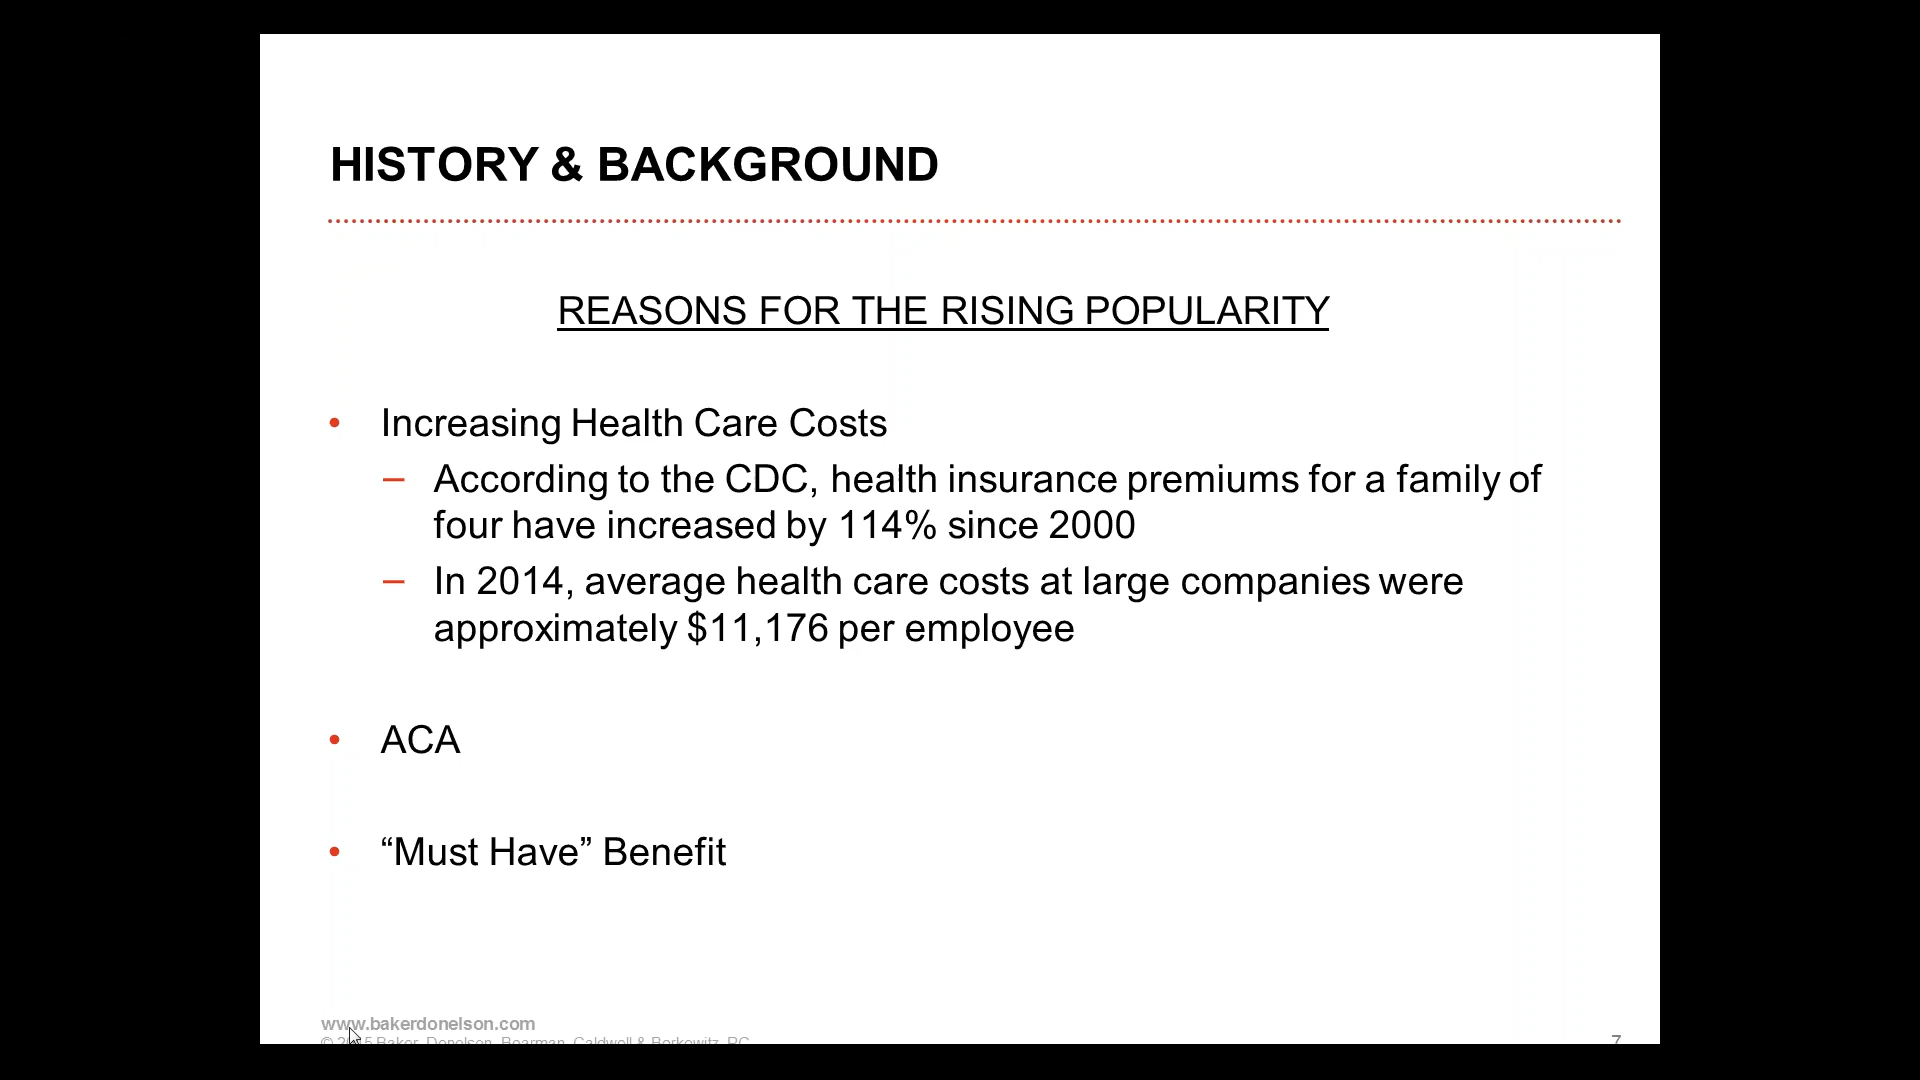 HISTORY & BACKGROUND
REASONS FOR THE RISING POPULARITY
• Increasing Health Care Costs
– According to the CDC, health insurance premiums for a family of
four have increased by 114% since 2000
– In 2014, average health care costs at large companies were
approximately $11,176 per employee
• ACA
• “Must Have” Benefit
www.bakerdonelson.com
Baker, Donelson, Bearman, Caldwell & Berkowitz, PC
7